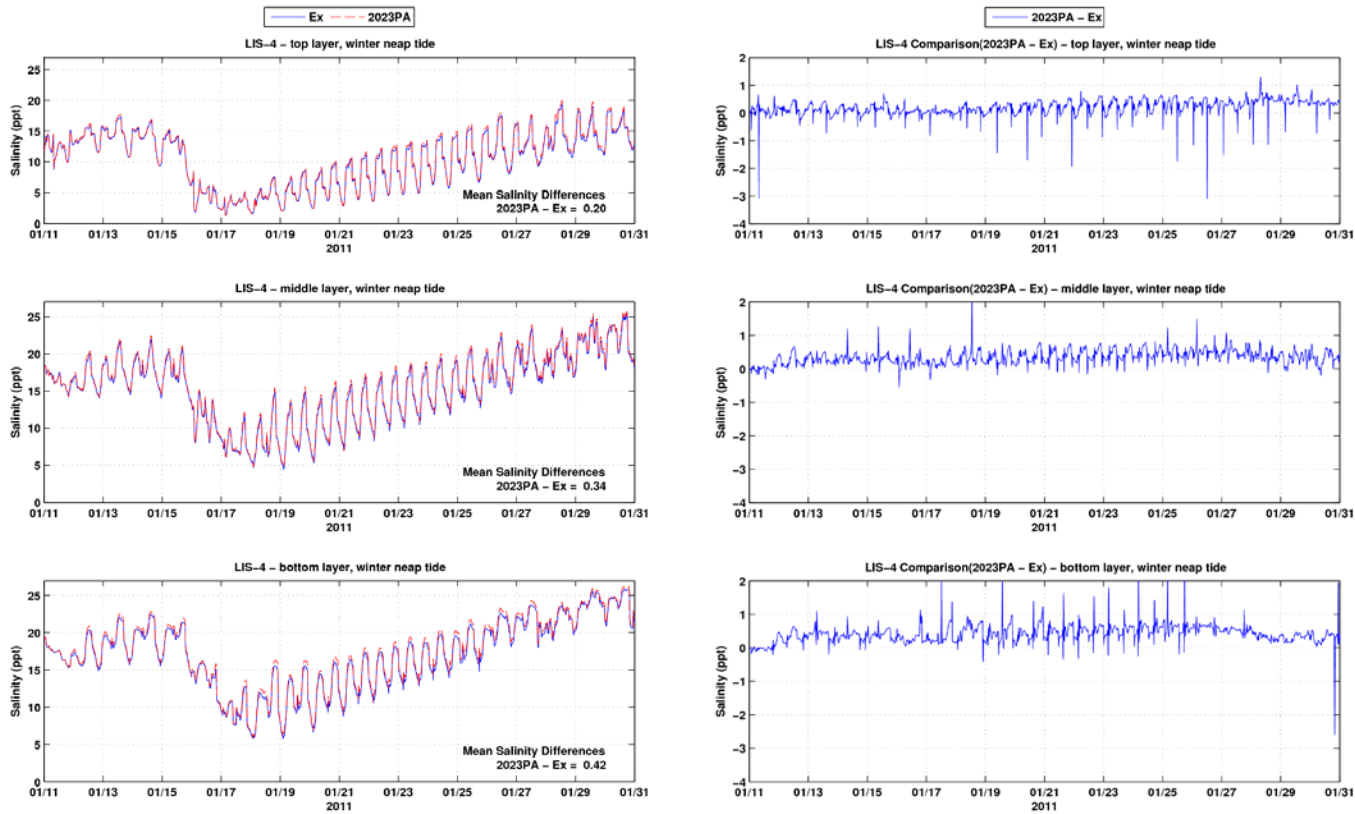 Ex 2023PA
LIS-4 - top layer, winter neap tide
Salinity (ppt)
25
20
15
10
5
0
Mean Salinity Differences
2023PA - Ex = 0.20
01/11 01/13 01/15 01/17 01/19 01/21 01/23 01/25 01/27 01/29 01/31
2011
LIS-4 - middle layer, winter neap tide
Salinity (ppt)
25
20
15
10
5
0
Mean Salinity Differences
2023PA - Ex = 0.34
01/11 01/13 01/15 01/17 01/19 01/21 01/23 01/25 01/27 01/29 01/31
2011
LIS-4 - bottom layer, winter neap tide
Salinity (ppt)
25
20
15
10
5
0
Mean Salinity Differences
2023PA - Ex = 0.42
01/11 01/13 01/15 01/17 01/19 01/21 01/23 01/25 01/27 01/29 01/31
2011
2023PA - Ex
LIS-4 Comparison(2023PA - Ex) - top layer, winter neap tide
Salinity (ppt)
2
1
0
-1
-2
-3
-4
01/11 01/13 01/15 01/17 01/19 01/21 01/23 01/25 01/27 01/29 01/31
2011
LIS-4 Comparison(2023PA - Ex) - middle layer, winter neap tide
Salinity (ppt)
2
1
0
-1
-2
-3
-4
01/11 01/13 01/15 01/17 01/19 01/21 01/23 01/25 01/27 01/29 01/31
2011
LIS-4 Comparison(2023PA - Ex) - bottom layer, winter neap tide
Salinity (ppt)
2
1
0
-1
-2
-3
-4
01/11 01/13 01/15 01/17 01/19 01/21 01/23 01/25 01/27 01/29 01/31
2011